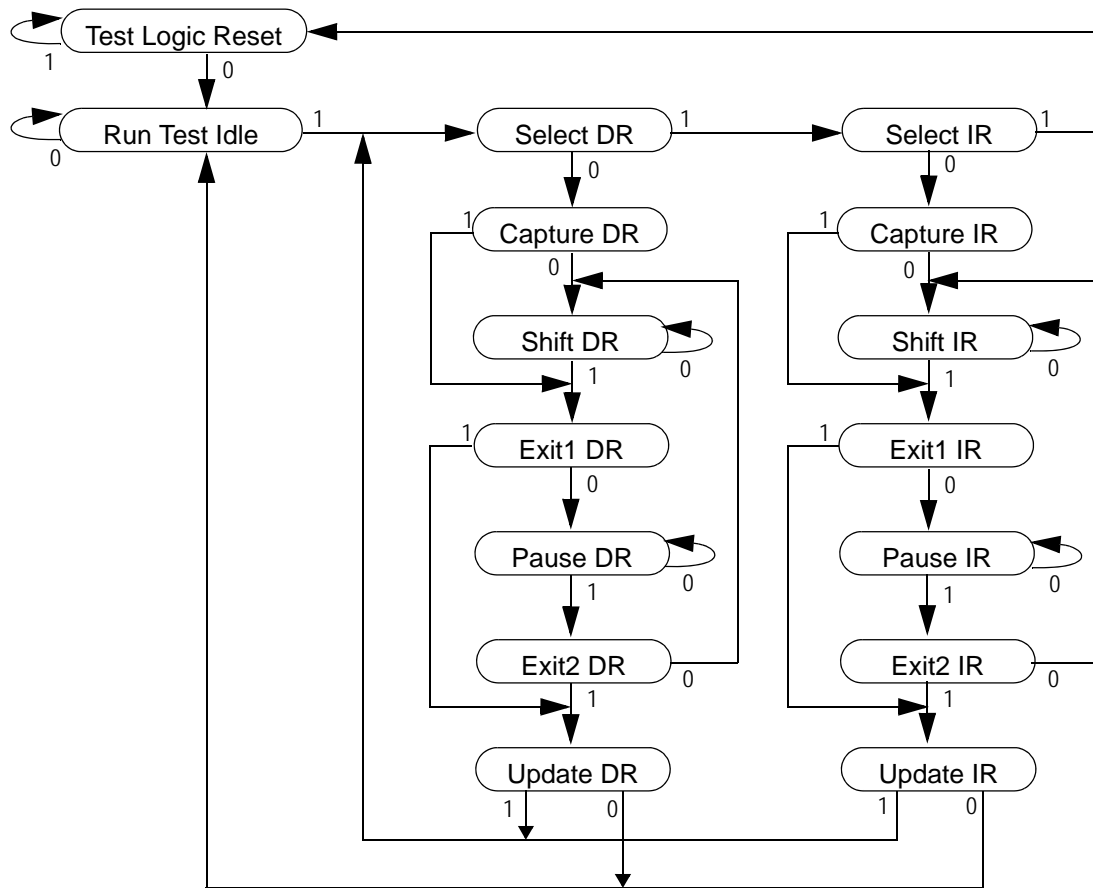 Test Logic Reset
1
0
Run Test Idle
1
Select DR
1
Select IR
1
0
0
0
1
Capture DR
1
Capture IR
0
0
Shift DR
0
Shift IR
0
1
1
1
Exit1 DR
1
Exit1 IR
0
0
Pause DR
0
Pause IR
0
1
1
Exit2 DR
0
Exit2 IR
0
1
1
Update DR
Update IR
1
0
1
0